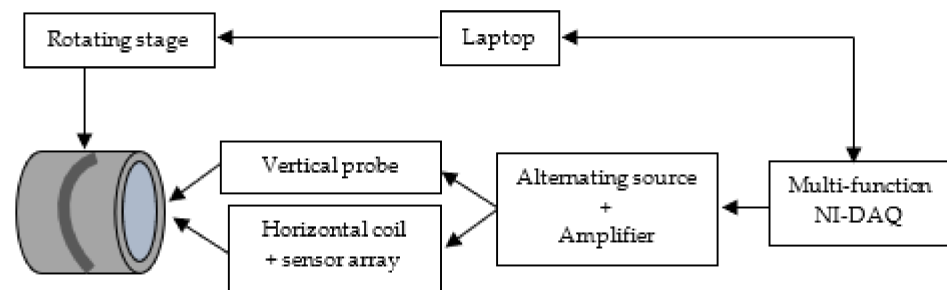 Rotating stage
Laptop
Vertical probe
Horizontal coil
+ sensor array
Alternating source
+
Amplifier
Multi-function
NI-DAQ